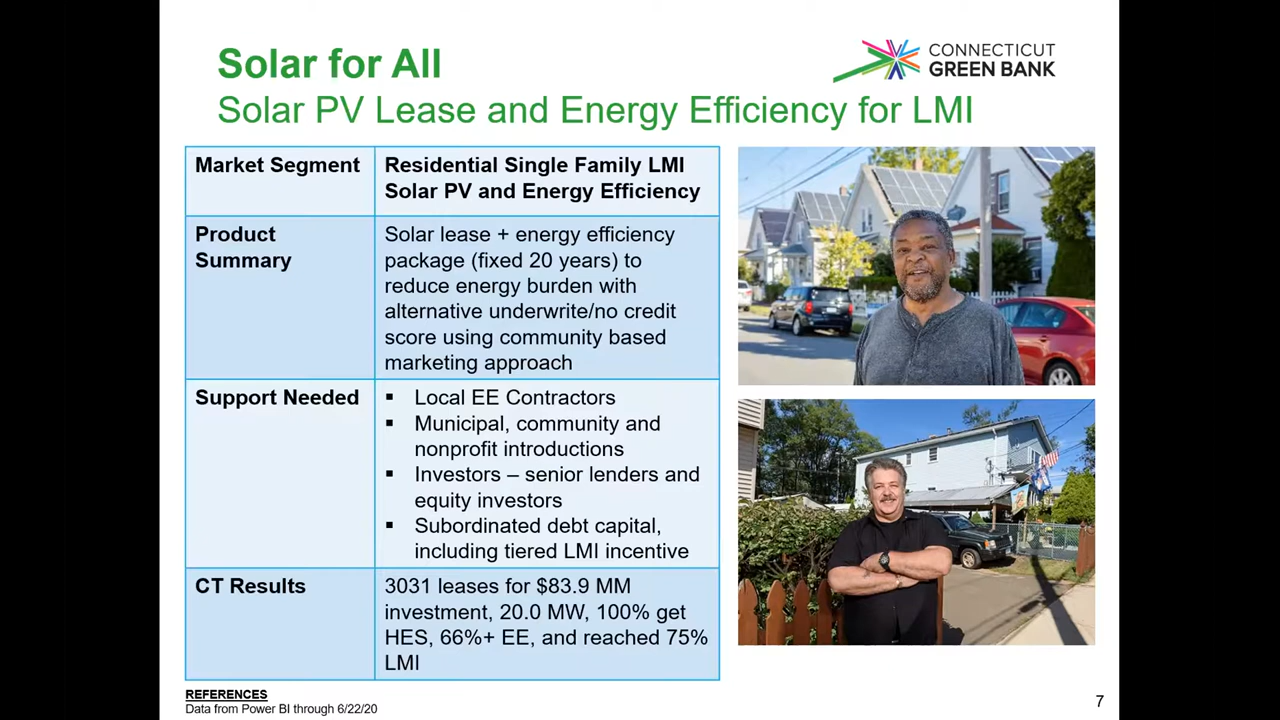 Solar for All
Solar PV Lease and Energy Efficiency for LMI
CONNECTICUT
GREEN BANK
Market Segment
Residential Single Family LMI
Solar PV and Energy Efficiency
Product
Summary
Solar lease + energy efficiency
package (fixed 20 years) to
reduce energy burden with
alternative underwrite/no credit
score using community based
marketing approach
Support Needed
▪ Local EE Contractors
▪ Municipal, community and
nonprofit introductions
▪ Investors – senior lenders and
equity investors
▪ Subordinated debt capital,
including tiered LMI incentive
CT Results
3031 leases for $83.9 MM
investment, 20.0 MW, 100% get
HES, 66%+ EE, and reached 75%
LMI
REFERENCES
Data from Power BI through 6/22/20
7